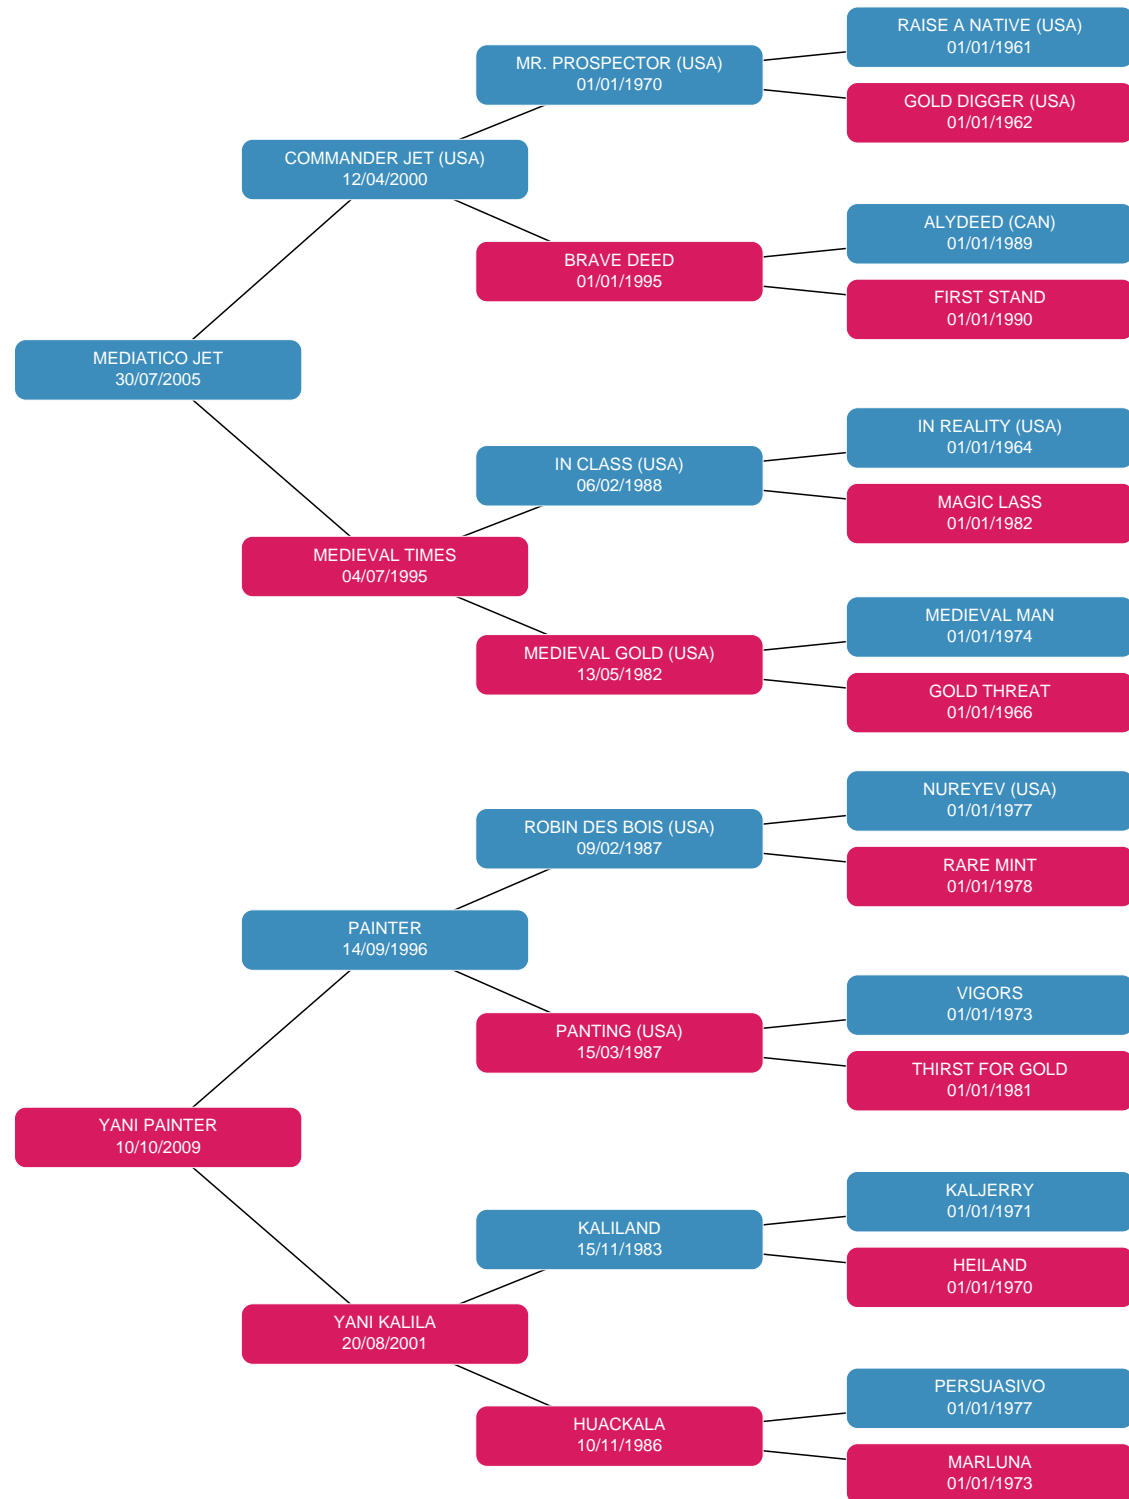 RAISE A NATIVE (USA)
01/01/1961
MR. PROSPECTOR (USA)
01/01/1970
GOLD DIGGER (USA)
01/01/1962
COMMANDER JET (USA)
12/04/2000
ALYDEED (CAN)
01/01/1989
BRAVE DEED
01/01/1995
FIRST STAND
01/01/1990
MEDIATICO JET
30/07/2005
IN REALITY (USA)
01/01/1964
IN CLASS (USA)
06/02/1988
MAGIC LASS
01/01/1982
MEDIEVAL TIMES
04/07/1995
MEDIEVAL MAN
01/01/1974
MEDIEVAL GOLD (USA)
13/05/1982
GOLD THREAT
01/01/1966
NUREYEV (USA)
01/01/1977
ROBIN DES BOIS (USA)
09/02/1987
RARE MINT
01/01/1978
PAINTER
14/09/1996
VIGORS
01/01/1973
PANTING (USA)
15/03/1987
THIRST FOR GOLD
01/01/1981
YANI PAINTER
10/10/2009
KALJERRY
01/01/1971
KALILAND
15/11/1983
HEILAND
01/01/1970
YANI KALILA
20/08/2001
PERSUASIVO
01/01/1977
HUACKALA
10/11/1986
MARLUNA
01/01/1973